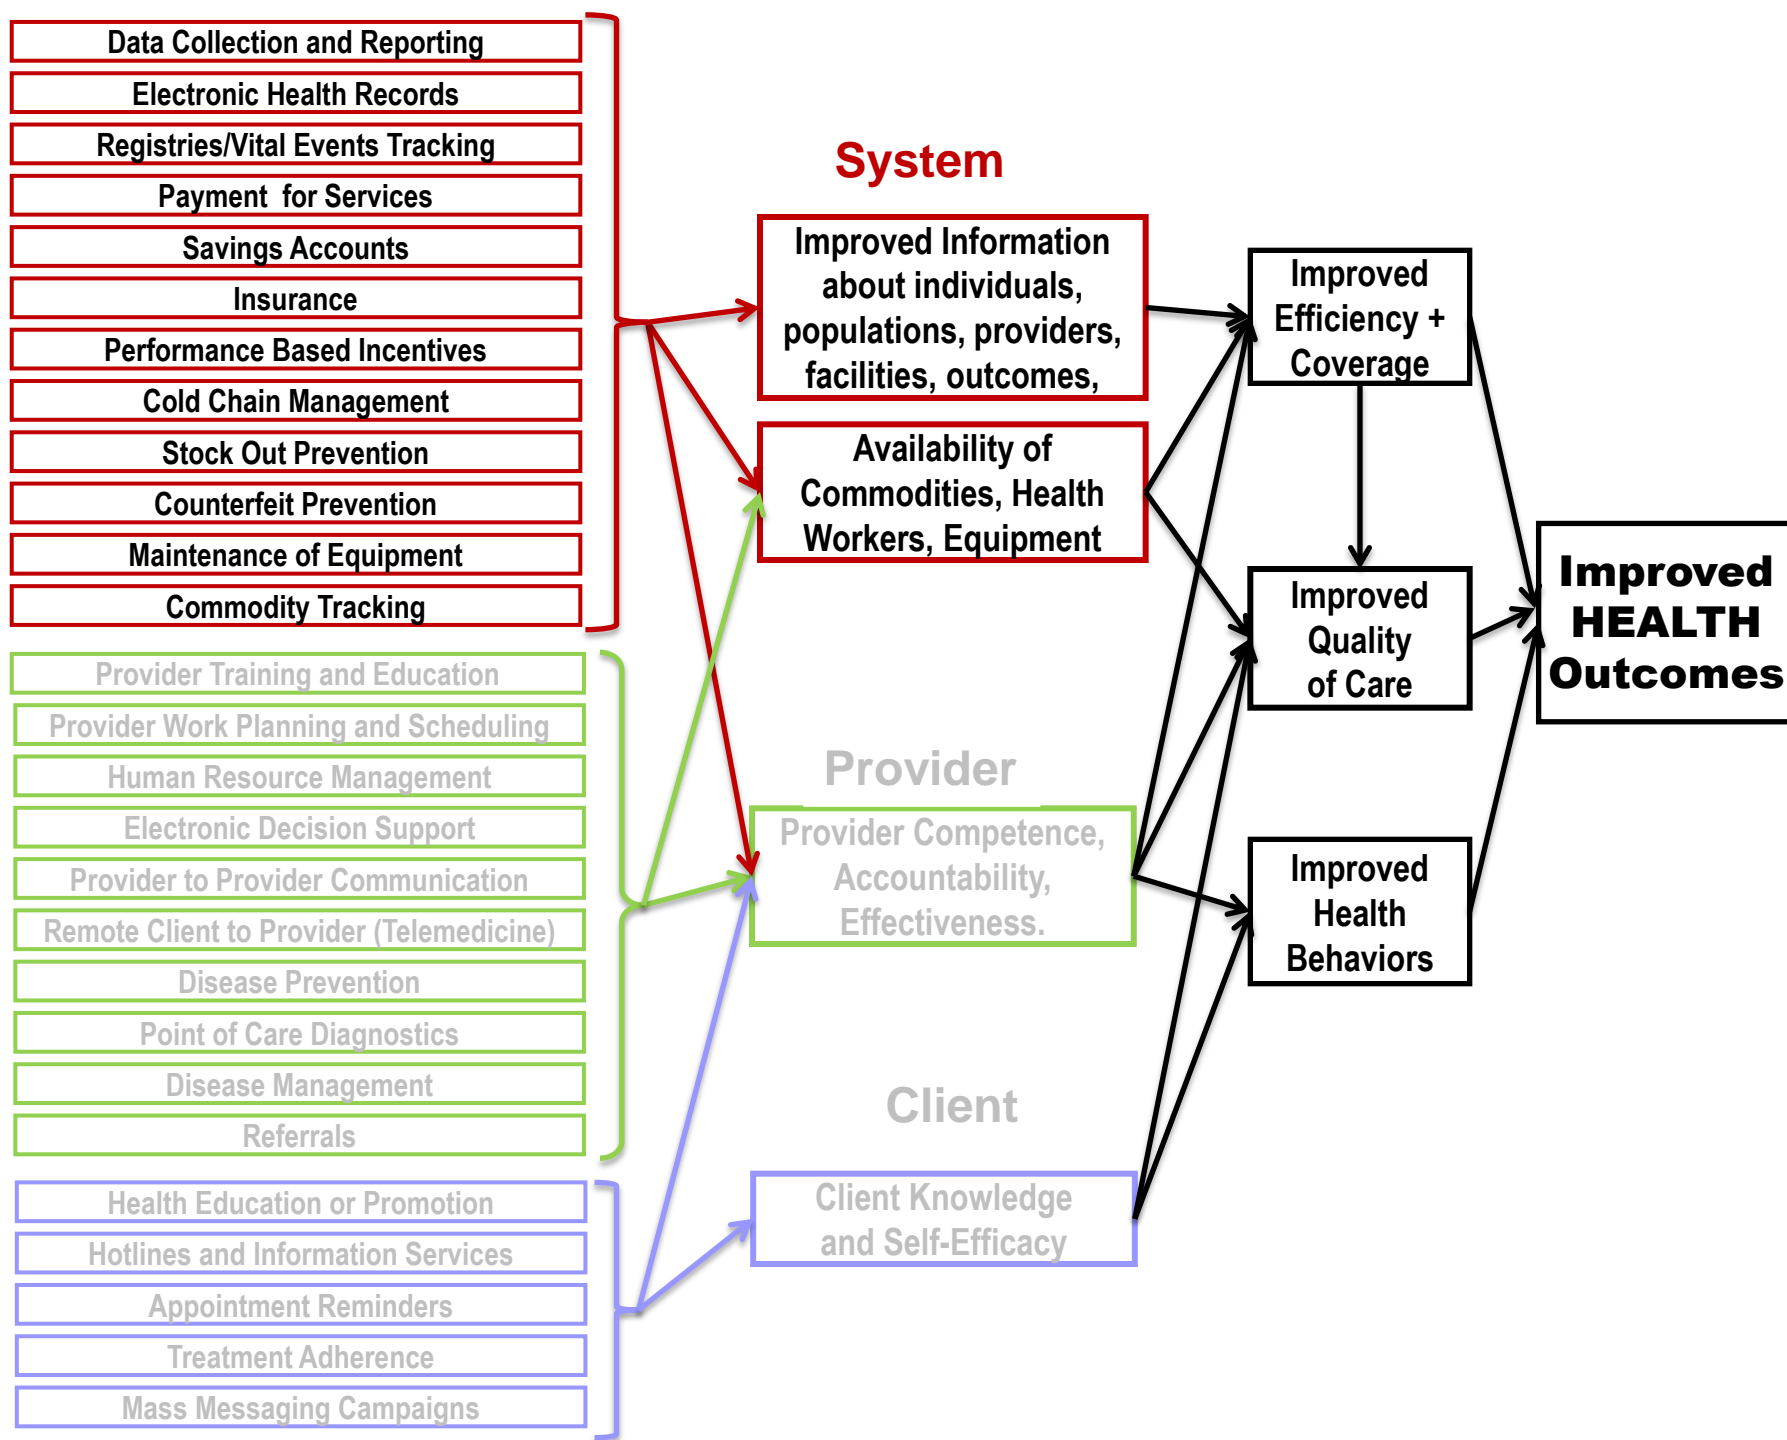 Data Collection and Reporting
Electronic Health Records
Registries/Vital Events Tracking
Payment for Services
Savings Accounts
Insurance
Performance Based Incentives
Cold Chain Management
Stock Out Prevention
Counterfeit Prevention
Maintenance of Equipment
Commodity Tracking
Provider Training and Education
Provider Work Planning and Scheduling
Human Resource Management
Electronic Decision Support
Provider to Provider Communication
Remote Client to Provider (Telemedicine)
Disease Prevention
Point of Care Diagnostics
Disease Management
Referrals
Health Education or Promotion
Hotlines and Information Services
Appointment Reminders
Treatment Adherence
Mass Messaging Campaigns
System
Improved Information
about individuals,
populations, providers,
facilities, outcomes,
Availability of
Commodities, Health
Workers, Equipment
Provider
Provider Competence,
Accountability,
Effectiveness.
Client
Client Knowledge
and Self-Efficacy
Improved
Efficiency +
Coverage
Improved
Quality
of Care
Improved
Health
Behaviors
Improved
HEALTH
Outcomes